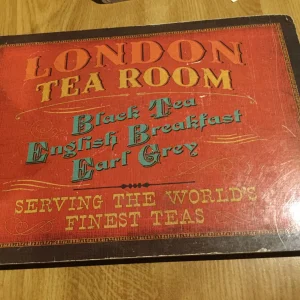 LONDON
TEA ROOM
Black Tea
English Breakfast
Earl Grey
SERVING THE WORLD'S
FINEST TEAS